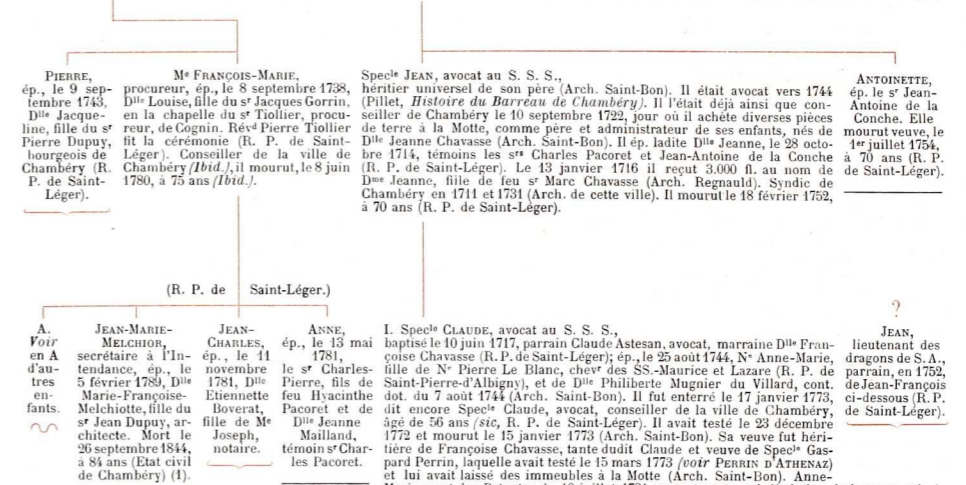 PIERRE,
ép., le 9 sep-
tembre 1743,
Dlle Jacque-
line, fille du sr
Pierre Dupuy,
bourgeois de
Chambéry (R.
P. de Saint-
Léger).
Me FRANÇOIS-MARIE,
procureur, ép., le 8 septembre 1738,
Dlle Louise, fille du sr Jacques Gorrin,
en la chapelle du sr Tiollier, procu-
reur, de Cognin. Révd Pierre Tiollier
fit la cérémonie (R. P. de Saint-
Léger). Conseiller de la ville de
Chambéry (Ibid.), il mourut, le 8 juin
1780, à 75 ans (Ibid.).
Specle JEAN, avocat au S. S. S.,
héritier universel de son père (Arch. Saint-Bon). Il était avocat vers 1744
(Pillet, Histoire du Barreau de Chambéry). Il l'était déjà ainsi que con-
seiller de Chambéry le 10 septembre 1722, jour où il achète diverses pièces
de terre à la Motte, comme père et administrateur de ses enfants, nés de
Dlle Jeanne Chavasse (Arch. Saint-Bon). Il ép. ladite Dlle Jeanne, le 28 octo-
bre 1714, témoins les srs Charles Pacoret et Jean-Antoine de la Conche
(R. P. de Saint-Léger). Le 13 janvier 1716 il reçut 3.000 fl. au nom de
Dme Jeanne, fille de feu sr Marc Chavasse (Arch. Regnauld). Syndic de
Chambéry en 1711 et 1731 (Arch. de cette ville). Il mourut le 18 février 1752,
à 70 ans (R. P. de Saint-Léger).
ANTOINETTE,
ép. le sr Jean-
Antoine de la
Conche. Elle
mourut veuve, le
1er juillet 1754,
à 70 ans (R. P.
de Saint-Léger).
(R. P. de Saint-Léger.)
A.
Voir
en A
d'au-
tres
en-
fants.
JEAN-MARIE-
MELCHIOR,
secrétaire à l'In-
tendance, ép., le
5 février 1789, Dlle
Marie-Françoise-
Melchiotte, fille du
sr Jean Dupuy, ar-
chitecte. Mort le
26 septembre 1844,
à 84 ans (Etat civil
de Chambéry) (1).
JEAN-
CHARLES,
ép., le 11
novembre
1781, Dlle
Etiennette
Boverat,
fille de Me
Joseph,
notaire.
ANNE,
ép., le 13 mai
1781,
le sr Charles-
Pierre, fils de
feu Hyacinthe
Pacoret et de
Dlle Jeanne
Mailland,
témoin sr Char-
les Pacoret.
I. Specle CLAUDE, avocat au S. S. S.,
baptisé le 10 juin 1717, parrain Claude Astesan, avocat, marraine Dlle Fran-
çoise Chavasse (R. P. de Saint-Léger); ép., le 25 août 1744, Ne Anne-Marie,
fille de Ne Pierre Le Blanc, chevr des SS.-Maurice et Lazare (R. P. de
Saint-Pierre-d'Albigny), et de Dlle Philiberte Mugnier du Villard, cont.
dot. du 7 août 1744 (Arch. Saint-Bon). Il fut enterré le 17 janvier 1773,
dit encore Specle Claude, avocat, conseiller de la ville de Chambéry,
âgé de 56 ans (sic, R. P. de Saint-Léger). Il avait testé le 23 décembre
1772 et mourut le 15 janvier 1773 (Arch. Saint-Bon). Sa veuve fut héri-
tière de Françoise Chavasse, tante dudit Claude et veuve de Specle Gas-
pard Perrin, laquelle avait testé le 15 mars 1773 (voir PERRIN D'ATHENAZ)
et lui avait laissé des immeubles à la Motte (Arch. Saint-Bon). Anne-
?
JEAN,
lieutenant des
dragons de S. A.,
parrain, en 1752,
de Jean-François
ci-dessous (R. P.
de Saint-Léger).